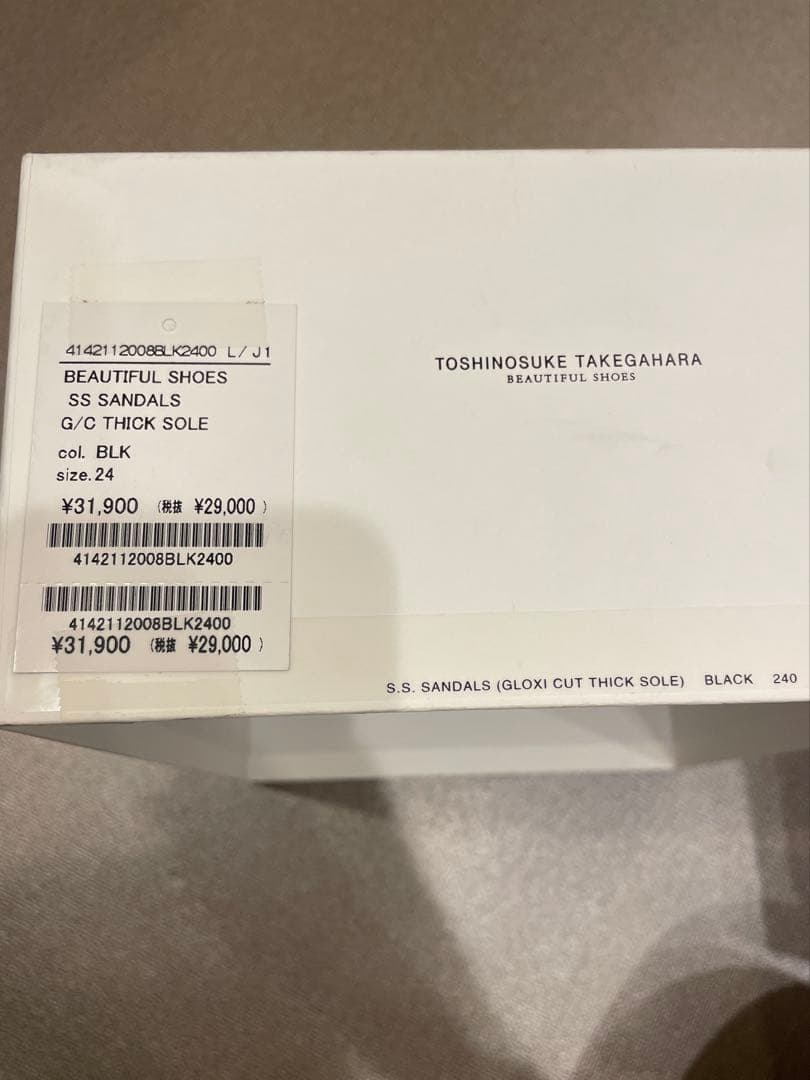 4142112008BLK2400 L/J1
BEAUTIFUL SHOES
SS SANDALS
G/C THICK SOLE
col. BLK
size.24
¥31,900 (税抜 ¥29,000)
4142112008BLK2400
4142112008BLK2400
¥31,900 (税抜 ¥29,000)
TOSHINOSUKE TAKEGAHARA
BEAUTIFUL SHOES
S.S. SANDALS (GLOXI CUT THICK SOLE) BLACK 240